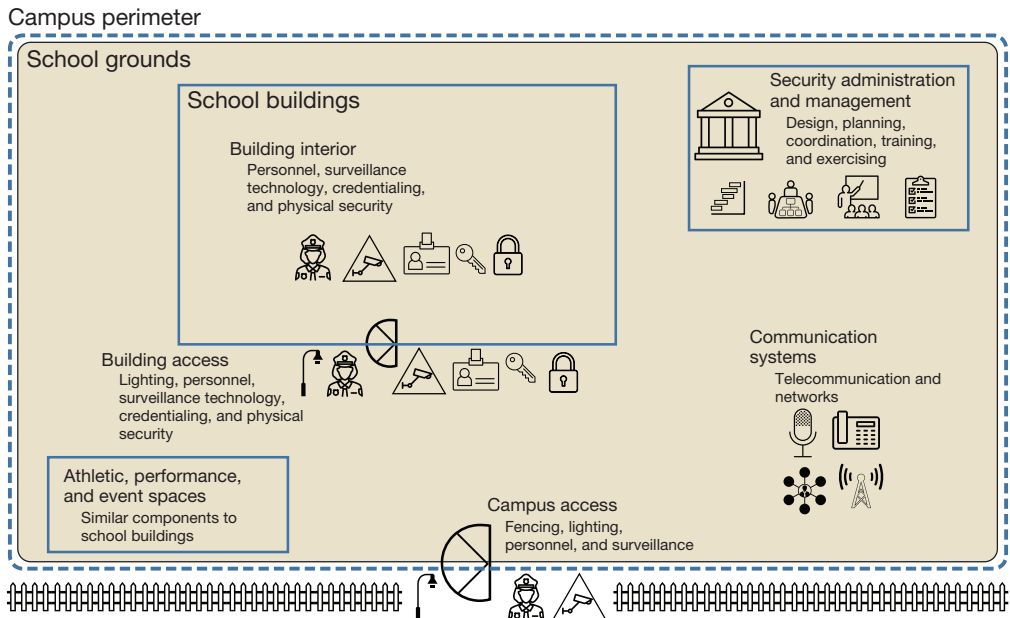 Campus perimeter
School grounds
School buildings
Building interior
Personnel, surveillance
technology, credentialing,
and physical security
Security administration
and management
Design, planning,
coordination, training,
and exercising
Building access
Lighting, personnel,
surveillance technology,
credentialing, and physical
security
Communication
systems
Telecommunication and
networks
Athletic, performance,
and event spaces
Similar components to
school buildings
Campus access
Fencing, lighting,
personnel, and surveillance